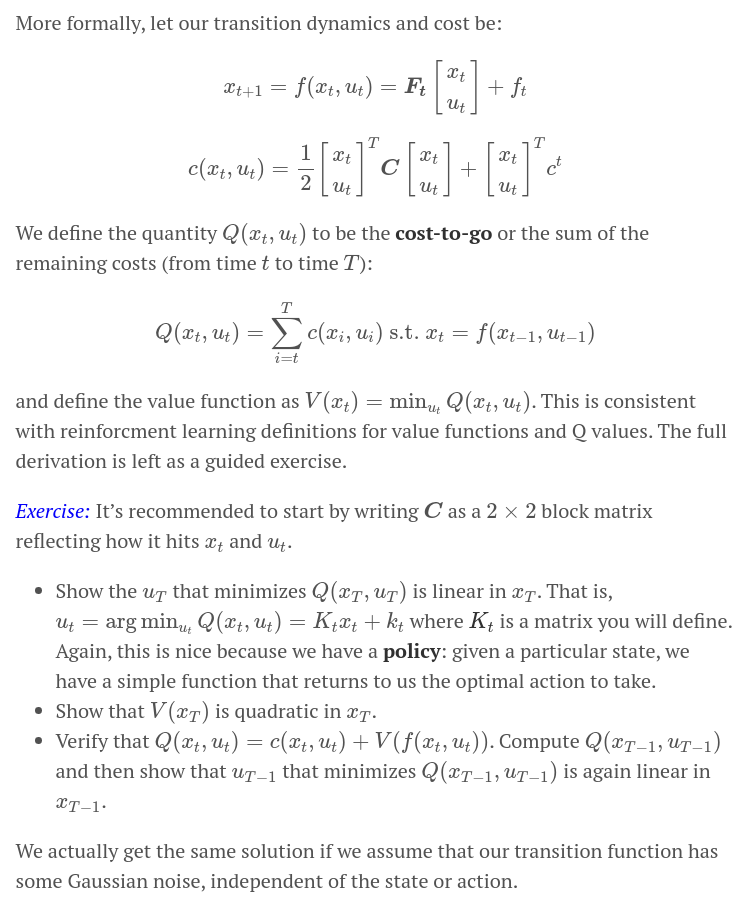 More formally, let our transition dynamics and cost be:
$$x_{t+1} = f(x_t, u_t) = \boldsymbol{F_t} \begin{bmatrix} x_t \\ u_t \end{bmatrix} + f_t$$
$$c(x_t, u_t) = \frac{1}{2} \begin{bmatrix} x_t \\ u_t \end{bmatrix}^T \boldsymbol{C} \begin{bmatrix} x_t \\ u_t \end{bmatrix} + \begin{bmatrix} x_t \\ u_t \end{bmatrix}^T c^t$$
We define the quantity $Q(x_t, u_t)$ to be the cost-to-go or the sum of the
remaining costs (from time $t$ to time $T$):
$$Q(x_t, u_t) = \sum_{i=t}^{T} c(x_i, u_i) \text{ s.t. } x_t = f(x_{t-1}, u_{t-1})$$
and define the value function as $V(x_t) = \min_{u_t} Q(x_t, u_t)$. This is consistent
with reinforcment learning definitions for value functions and Q values. The full
derivation is left as a guided exercise.
Exercise: It's recommended to start by writing $\boldsymbol{C}$ as a $2 \times 2$ block matrix
reflecting how it hits $x_t$ and $u_t$.
• Show the $u_T$ that minimizes $Q(x_T, u_T)$ is linear in $x_T$. That is,
$u_t = \arg\min_{u_t} Q(x_t, u_t) = K_t x_t + k_t$ where $\boldsymbol{K_t}$ is a matrix you will define.
Again, this is nice because we have a policy: given a particular state, we
have a simple function that returns to us the optimal action to take.
• Show that $V(x_T)$ is quadratic in $x_T$.
• Verify that $Q(x_t, u_t) = c(x_t, u_t) + V(f(x_t, u_t))$. Compute $Q(x_{T-1}, u_{T-1})$
and then show that $u_{T-1}$ that minimizes $Q(x_{T-1}, u_{T-1})$ is again linear in
$x_{T-1}$.
We actually get the same solution if we assume that our transition function has
some Gaussian noise, independent of the state or action.